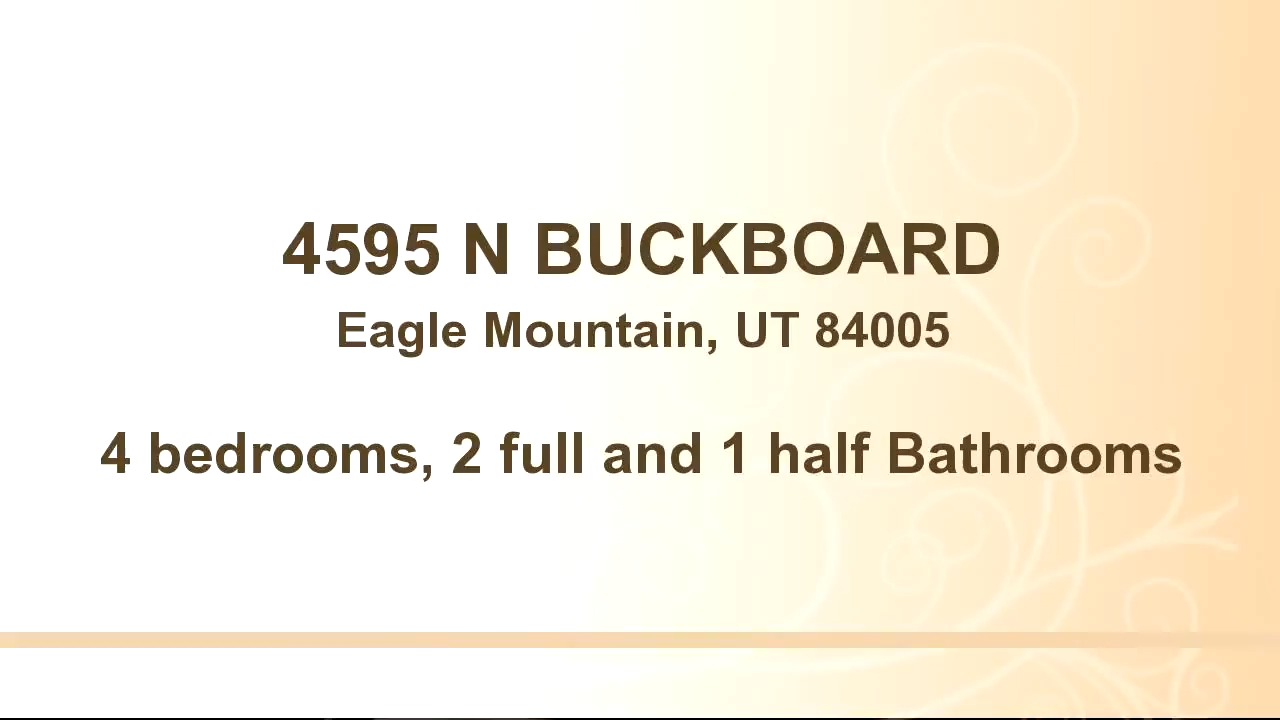 4595 N BUCKBOARD
Eagle Mountain, UT 84005
4 bedrooms, 2 full and 1 half Bathrooms